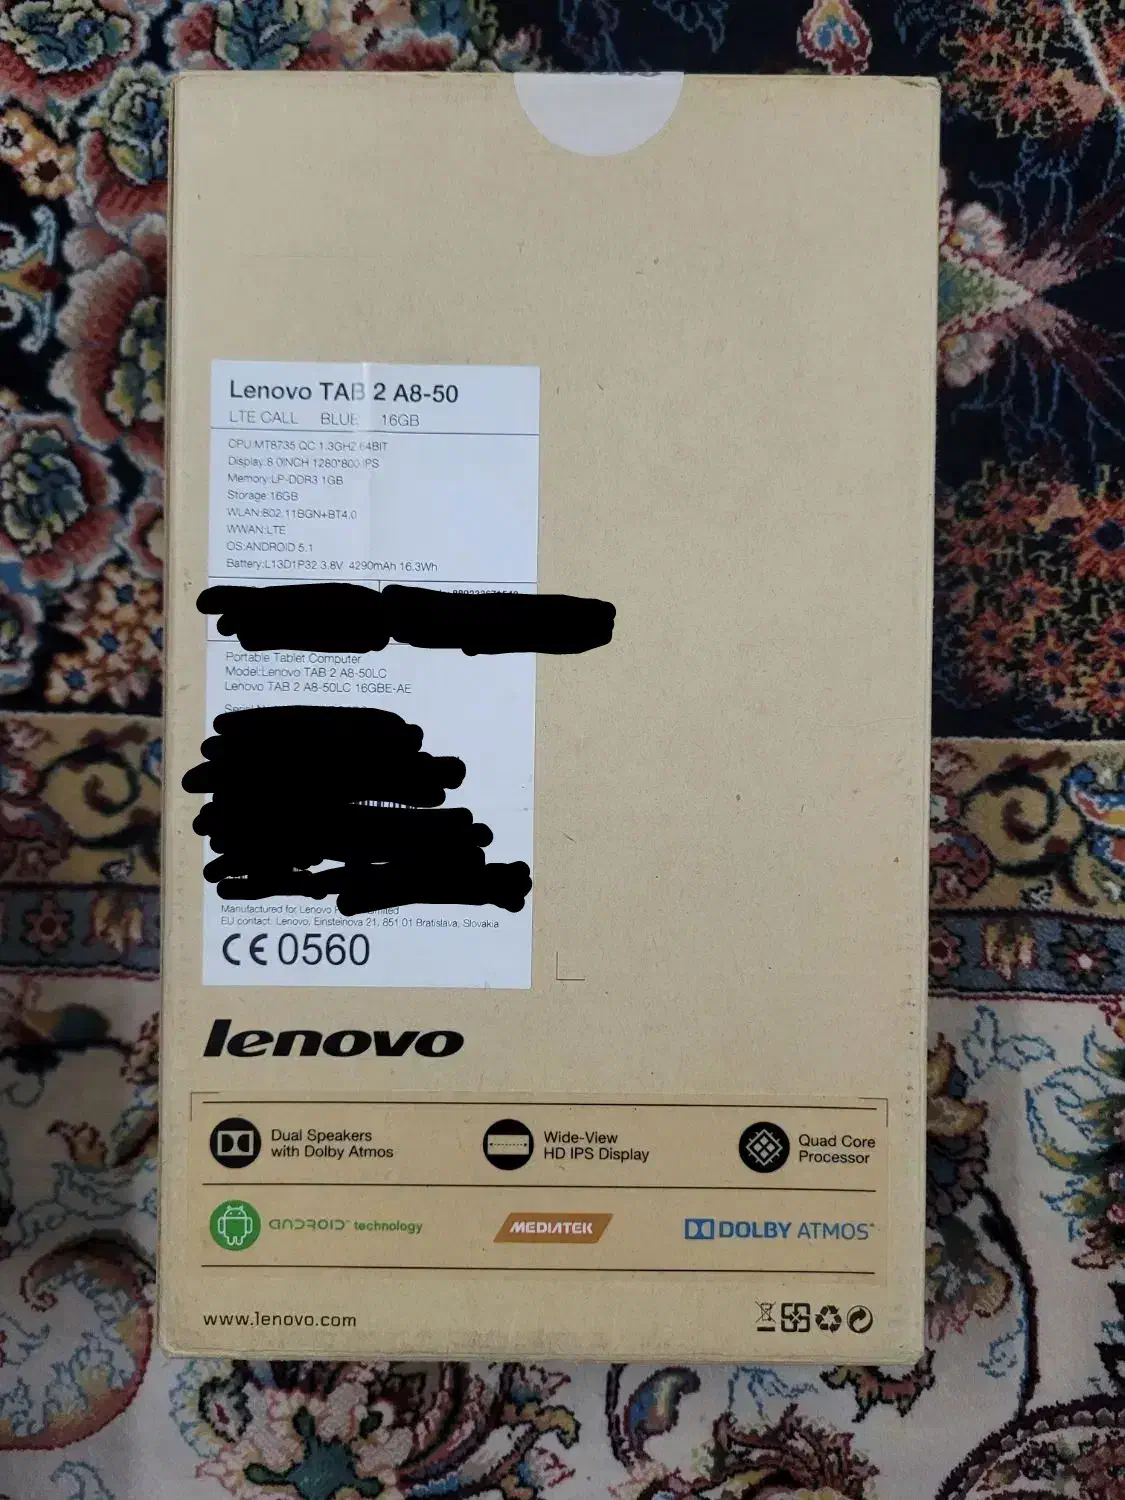 Lenovo TAB 2 A8-50
LTE CALL BLUE 16GB
CPU:MT8735 QC 1.3GHZ 64BIT
Display:8.0INCH 1280*800 IPS
Memory:LP-DDR3 1GB
Storage:16GB
WLAN:802.11BGN+BT4.0
WWAN:LTE
OS:ANDROID 5.1
Battery:L13D1P32 3.8V 4290mAh 16.3Wh
Portable Tablet Computer
Model:Lenovo TAB 2 A8-50LC
Lenovo TAB 2 A8-50LC 16GBE-AE
Manufactured for Lenovo
EU contact: Lenovo, Einsteinova 21, 851 01 Bratislava, Slovakia
CE 0560
lenovo
Dual Speakers
with Dolby Atmos
Wide-View
HD IPS Display
Quad Core
Processor
ANDROID™ technology
MEDIATEK
DOLBY ATMOS
www.lenovo.com